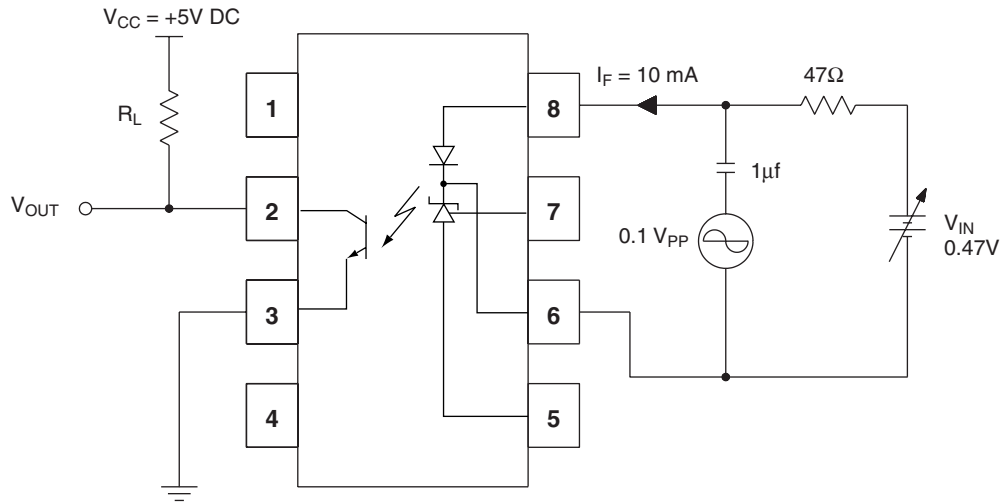 V_CC = +5V DC
R_L
V_OUT
1
2
3
4
8
7
6
5
I_F = 10 mA
47Ω
1μf
0.1 V_PP
V_IN
0.47V